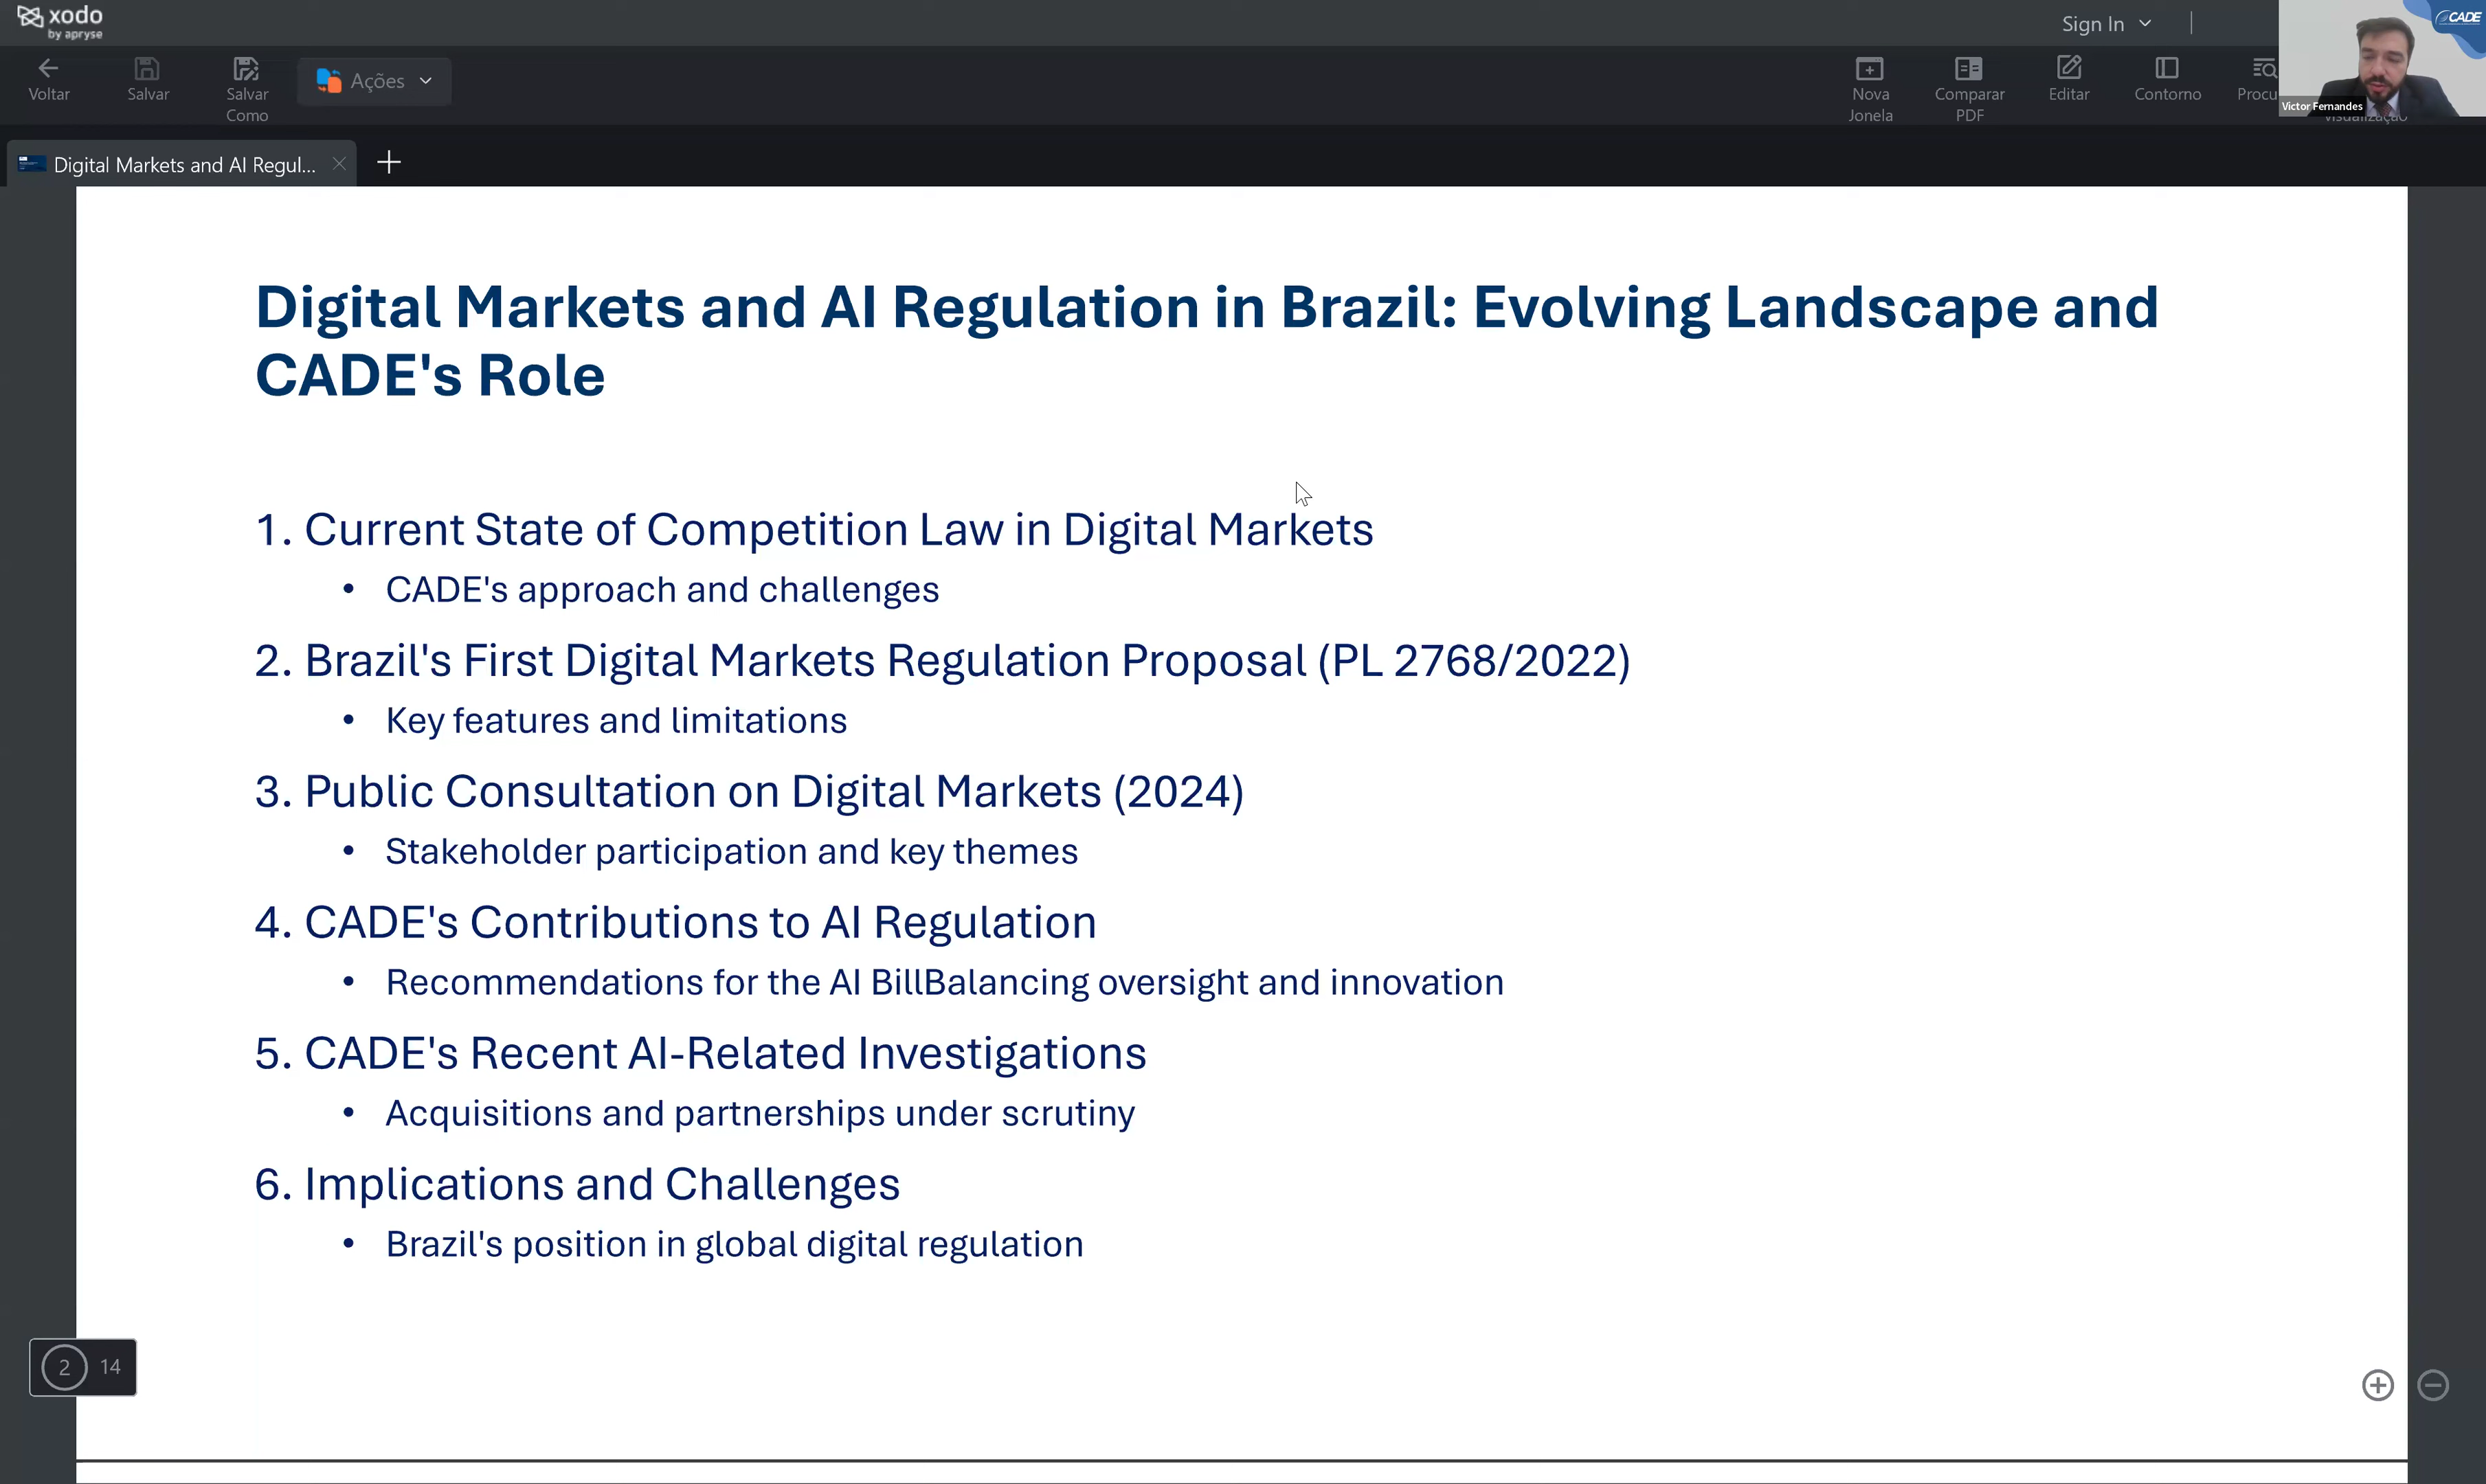 xodo
by apryse
Sign In
CADE
Voltar
Salvar
Salvar
Como
Ações
Nova
Jonela
Comparar
PDF
Editar
Contorno
Procu
Victor Fernandes
visualização
Digital Markets and AI Regul...
Digital Markets and AI Regulation in Brazil: Evolving Landscape and
CADE's Role
1. Current State of Competition Law in Digital Markets
• CADE's approach and challenges
2. Brazil's First Digital Markets Regulation Proposal (PL 2768/2022)
• Key features and limitations
3. Public Consultation on Digital Markets (2024)
• Stakeholder participation and key themes
4. CADE's Contributions to AI Regulation
• Recommendations for the AI BillBalancing oversight and innovation
5. CADE's Recent AI-Related Investigations
• Acquisitions and partnerships under scrutiny
6. Implications and Challenges
• Brazil's position in global digital regulation
2 14